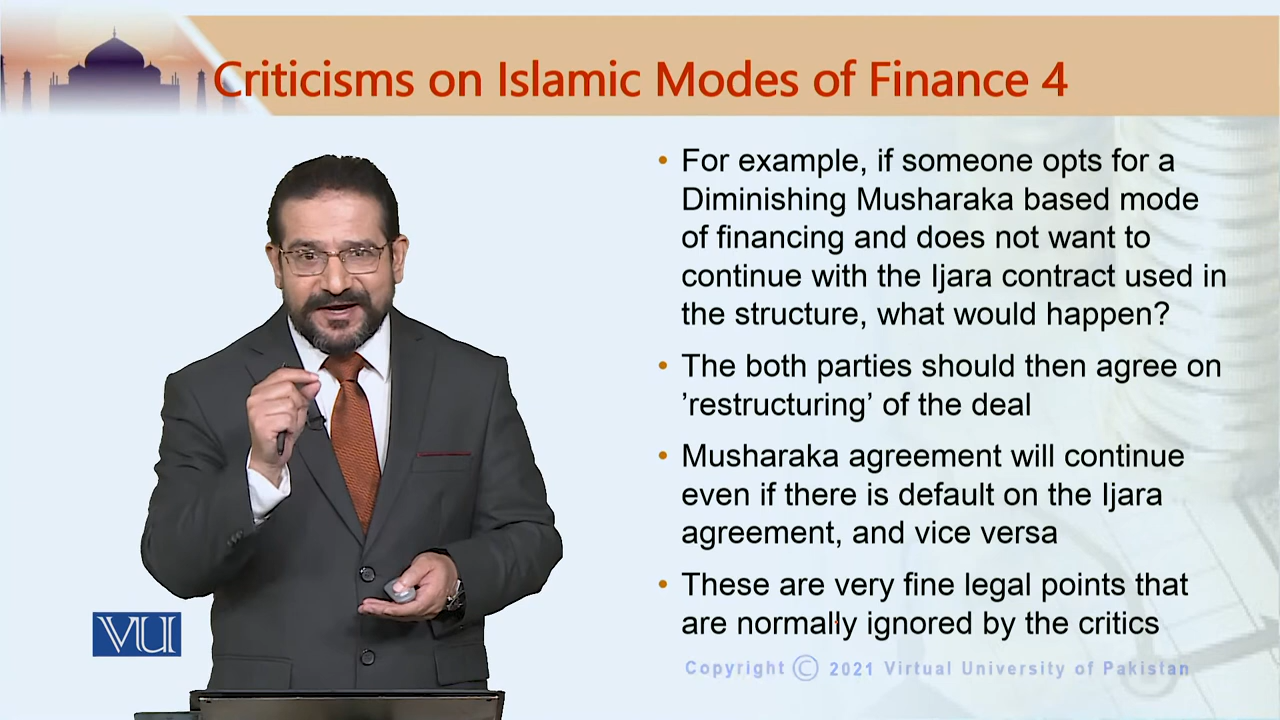 Criticisms on Islamic Modes of Finance 4
• For example, if someone opts for a
Diminishing Musharaka based mode
of financing and does not want to
continue with the Ijara contract used in
the structure, what would happen?
• The both parties should then agree on
’restructuring’ of the deal
• Musharaka agreement will continue
even if there is default on the Ijara
agreement, and vice versa
• These are very fine legal points that
are normally ignored by the critics
VU
Copyright © 2021 Virtual University of Pakistan